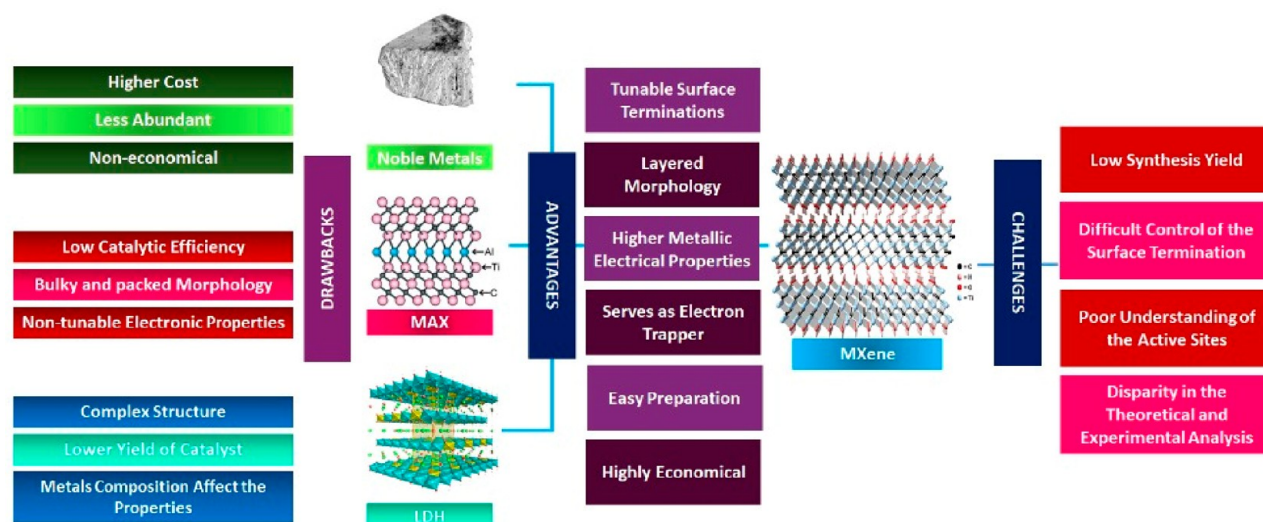 Higher Cost
Less Abundant
Non-economical
Low Catalytic Efficiency
Bulky and packed Morphology
Non-tunable Electronic Properties
Complex Structure
Lower Yield of Catalyst
Metals Composition Affect the
Properties
DRAWBACKS
Noble Metals
Al
Ti
C
MAX
LDH
ADVANTAGES
Tunable Surface
Terminations
Layered
Morphology
Higher Metallic
Electrical Properties
Serves as Electron
Trapper
Easy Preparation
Highly Economical
MXene
CHALLENGES
Low Synthesis Yield
Difficult Control of the
Surface Termination
Poor Understanding of
the Active Sites
Disparity in the
Theoretical and
Experimental Analysis